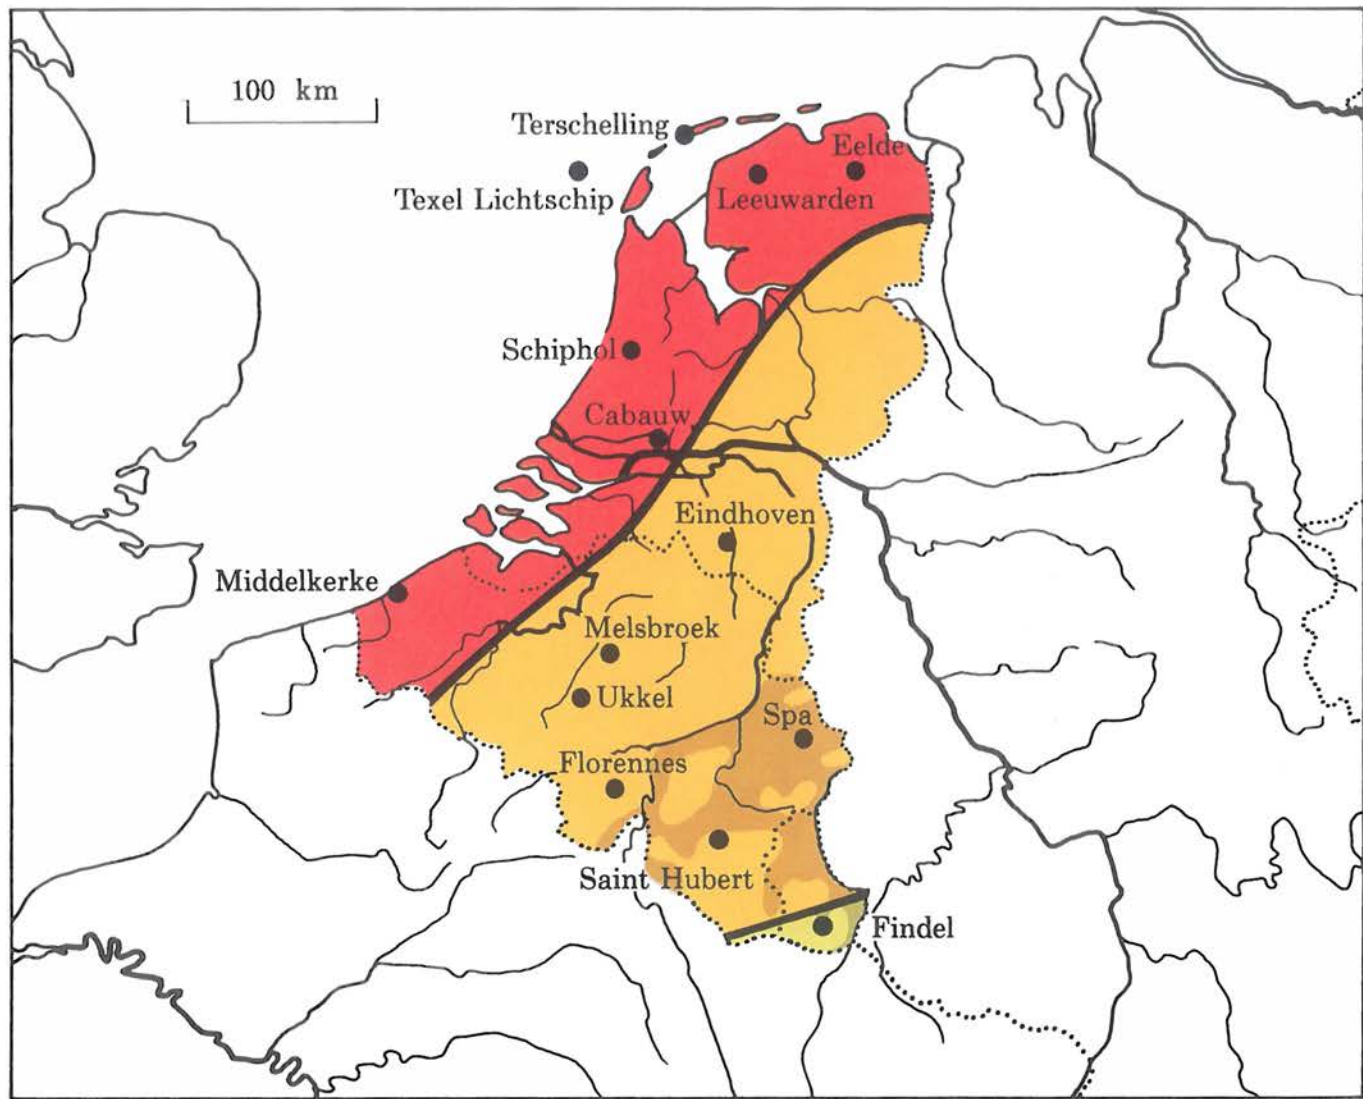 100 km
Terschelling
Eelde
Texel Lichtschip
Leeuwarden
Schiphol
Cabauw
Eindhoven
Middelkerke
Melsbroek
Ukkel
Spa
Florennes
Saint Hubert
Findel